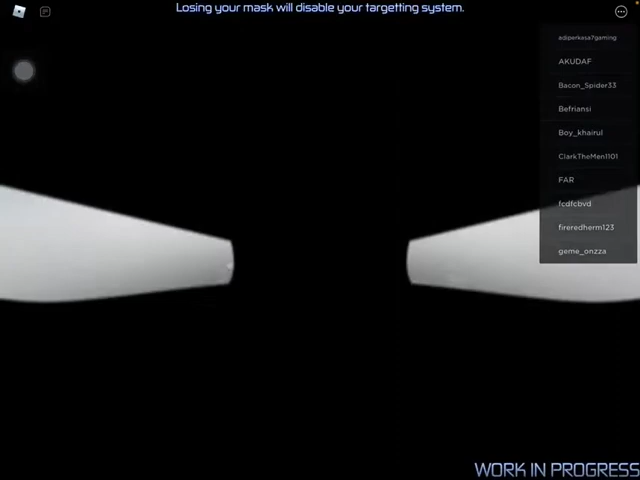 Losing your mask will disable your targetting system.
adiperkasa7gaming
AKUDAF
Bacon_Spider33
Befriansi
Boy_khairul
ClarkTheMen1101
FAR
fcdfcbvd
fireredherm123
geme_onzza
WORK IN PROGRESS